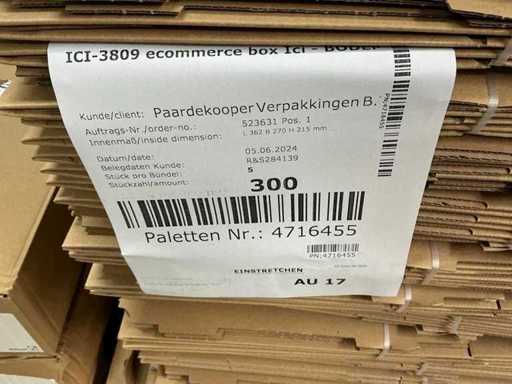 ICI-3809 ecommerce box Ici -
Kunde/client: Paardekooper Verpakkingen B.
Auftrags-Nr./order-no.: 523631 Pos. 1
Innenmaß/inside dimension: L 362 B 270 H 215 mm
Datum/date: 05.06.2024
Belegdaten Kunde: R&S284139
Stück pro Bündel: 5
Stückzahl/amount: 300
PN:4716455
Paletten Nr.: 4716455
PN:4716455
EINSTRETCHEN
AU 17